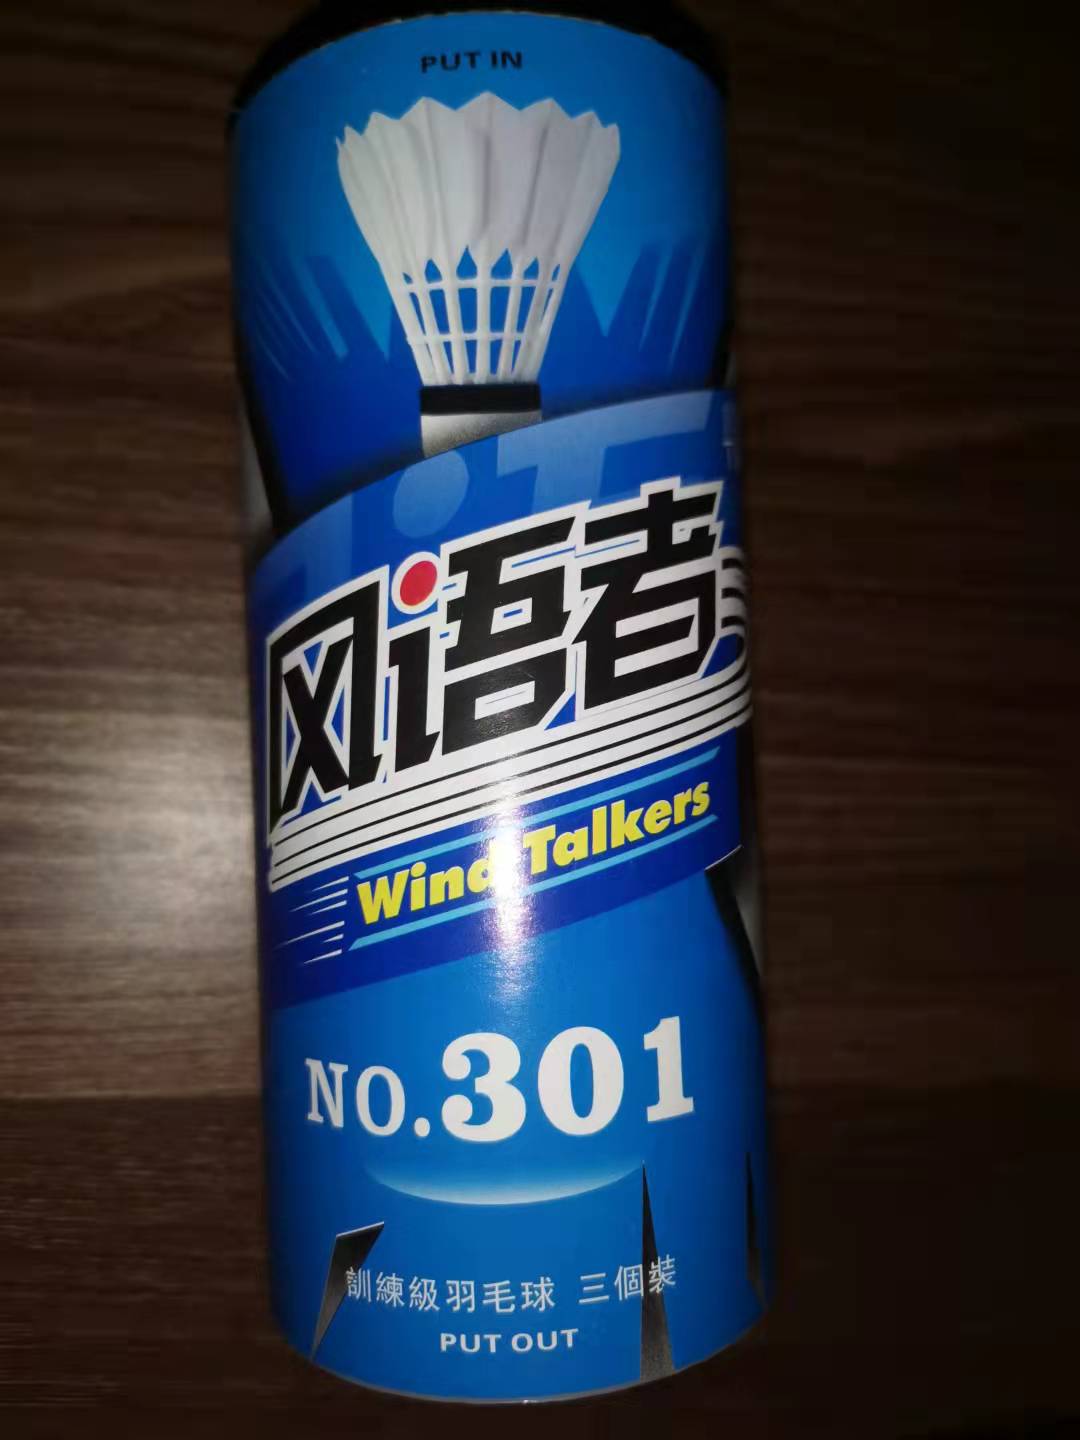 PUT IN
风语者
Wind Talkers
NO.301
訓練級羽毛球 三個裝
PUT OUT